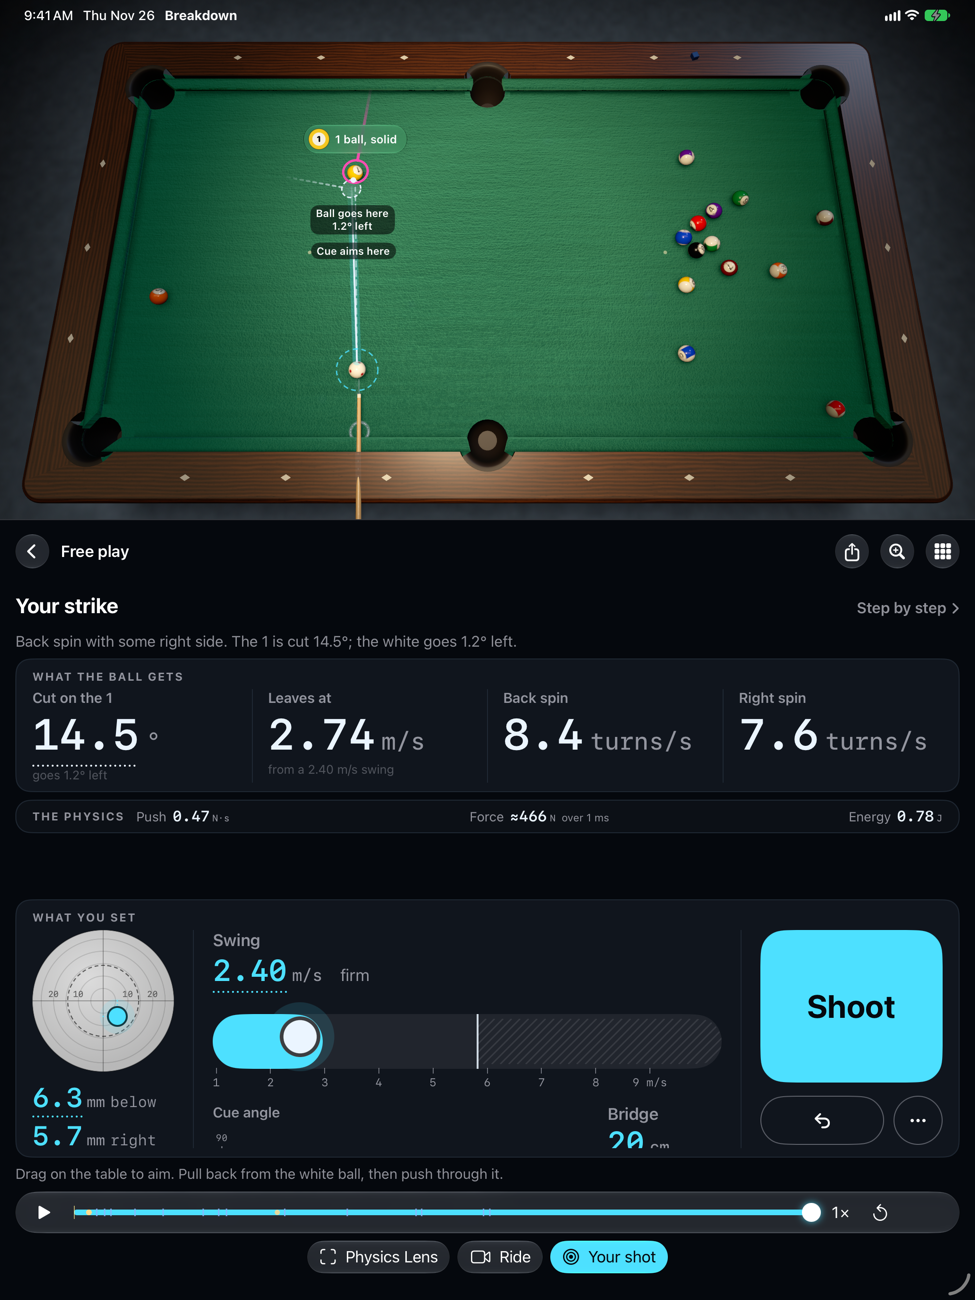 9:41 AM Thu Nov 26 Breakdown
1 1 ball, solid
Ball goes here
1.2° left
Cue aims here
Free play
Your strike
Step by step
Back spin with some right side. The 1 is cut 14.5°; the white goes 1.2° left.
WHAT THE BALL GETS
Cut on the 1
14.5 °
goes 1.2° left
Leaves at
2.74 m/s
from a 2.40 m/s swing
Back spin
8.4 turns/s
Right spin
7.6 turns/s
THE PHYSICS Push 0.47 N·s Force ≈466 N over 1 ms Energy 0.78 J
WHAT YOU SET
20 10 10 20
6.3 mm below
5.7 mm right
Swing
2.40 m/s firm
1 2 3 4 5 6 7 8 9 m/s
Cue angle
90
Bridge
20 cm
Shoot
Drag on the table to aim. Pull back from the white ball, then push through it.
1×
Physics Lens
Ride
Your shot